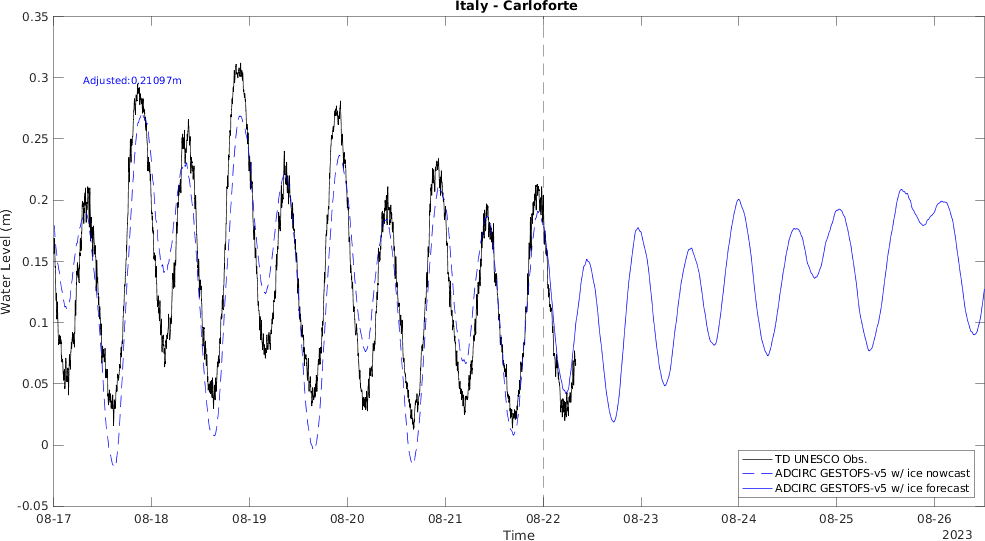 Italy - Carloforte
Adjusted:0.21097m
Water Level (m)
0.35
0.3
0.25
0.2
0.15
0.1
0.05
0
-0.05
08-17 08-18 08-19 08-20 08-21 08-22 08-23 08-24 08-25 08-26
Time
2023
TD UNESCO Obs.
ADCIRC GESTOFS-v5 w/ ice nowcast
ADCIRC GESTOFS-v5 w/ ice forecast